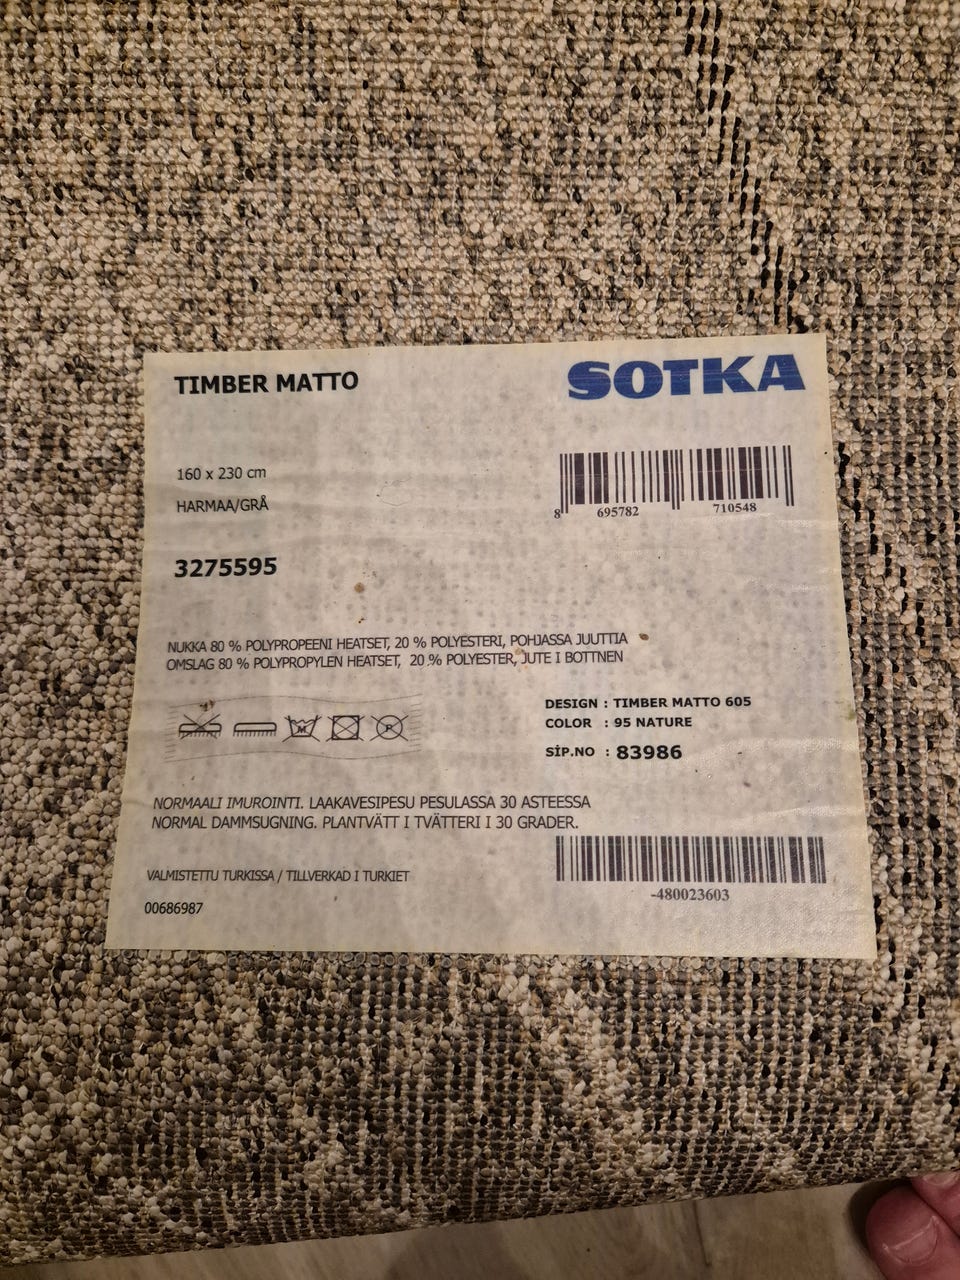 TIMBER MATTO
SOTKA
160 x 230 cm
HARMAA/GRÅ
8 695782 710548
3275595
NUKKA 80 % POLYPROPEENI HEATSET, 20 % POLYESTERI, POHJASSA JUUTTIA
OMSLAG 80 % POLYPROPYLEN HEATSET, 20 % POLYESTER, JUTE I BOTTNEN
DESIGN : TIMBER MATTO 605
COLOR : 95 NATURE
SİP.NO : 83986
M P
NORMAALI IMUROINTI. LAAKAVESIPESU PESULASSA 30 ASTEESSA
NORMAL DAMMSUGNING. PLANTVÄTT I TVÄTTERI I 30 GRADER.
VALMISTETTU TURKISSA / TILLVERKAD I TURKIET
00686987
-480023603